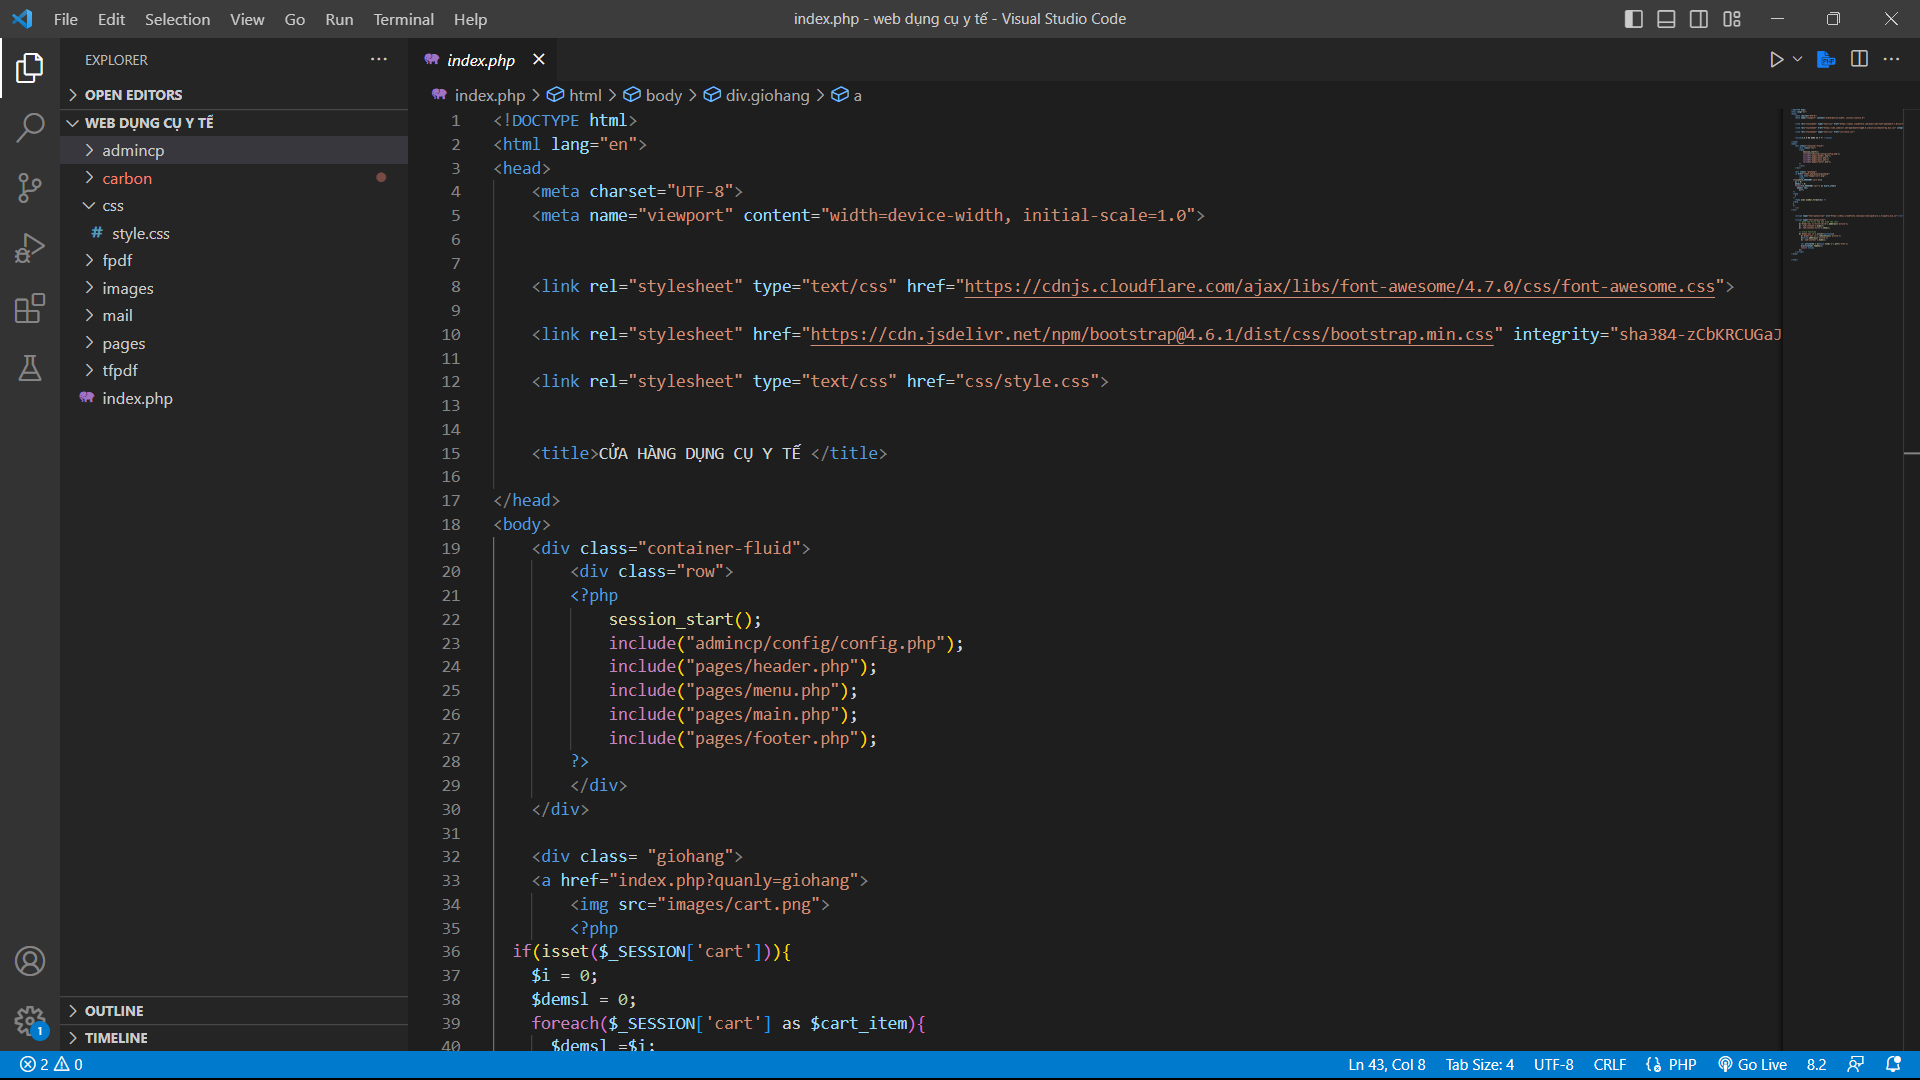 File Edit Selection View Go Run Terminal Help
index.php - web dụng cụ y tế - Visual Studio Code
EXPLORER
OPEN EDITORS
WEB DỤNG CỤ Y TẾ
admincp
carbon
css
# style.css
fpdf
images
mail
pages
tfpdf
index.php
OUTLINE
TIMELINE
index.php
index.php > html > body > div.giohang > a
1 <!DOCTYPE html>
2 <html lang="en">
3 <head>
4 <meta charset="UTF-8">
5 <meta name="viewport" content="width=device-width, initial-scale=1.0">
6
7
8 <link rel="stylesheet" type="text/css" href="https://cdnjs.cloudflare.com/ajax/libs/font-awesome/4.7.0/css/font-awesome.css">
9
10 <link rel="stylesheet" href="https://cdn.jsdelivr.net/npm/bootstrap@4.6.1/dist/css/bootstrap.min.css" integrity="sha384-zCbKRCUGaJ
11
12 <link rel="stylesheet" type="text/css" href="css/style.css">
13
14
15 <title>CỬA HÀNG DỤNG CỤ Y TẾ </title>
16
17 </head>
18 <body>
19 <div class="container-fluid">
20 <div class="row">
21 <?php
22 session_start();
23 include("admincp/config/config.php");
24 include("pages/header.php");
25 include("pages/menu.php");
26 include("pages/main.php");
27 include("pages/footer.php");
28 ?>
29 </div>
30 </div>
31
32 <div class= "giohang">
33 <a href="index.php?quanly=giohang">
34 <img src="images/cart.png">
35 <?php
36 if(isset($_SESSION['cart'])){
37 $i = 0;
38 $demsl = 0;
39 foreach($_SESSION['cart'] as $cart_item){
40 $demsl =$i;
1
2 0
Ln 43, Col 8 Tab Size: 4 UTF-8 CRLF {} PHP Go Live 8.2